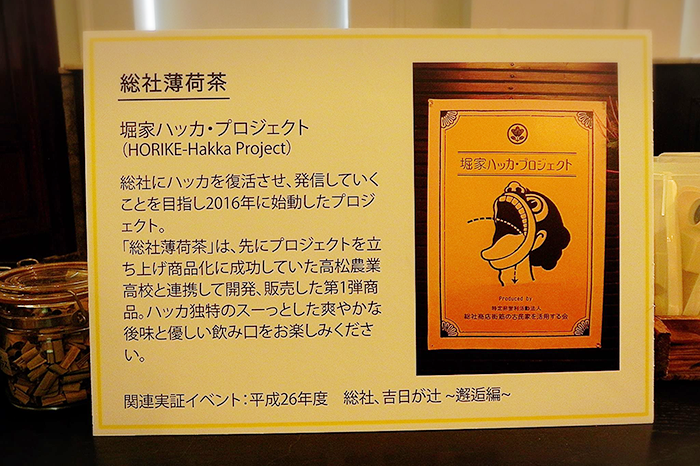 総社薄荷茶
堀家ハッカ・プロジェクト
(HORIKE-Hakka Project)
総社にハッカを復活させ、発信していく
ことを目指し2016年に始動したプロジ
ェクト。
「総社薄荷茶」は、先にプロジェクトを立
ち上げ商品化に成功していた高松農業
高校と連携して開発、販売した第1弾商
品。ハッカ独特のスーっとした爽やかな
後味と優しい飲み口をお楽しみくださ
い。
関連実証イベント：平成26年度　総社、吉日が辻 ~邂逅編~
堀家ハッカ・プロジェクト
Produced by
特定非営利活動法人
総社商店街筋の古民家を活用する会